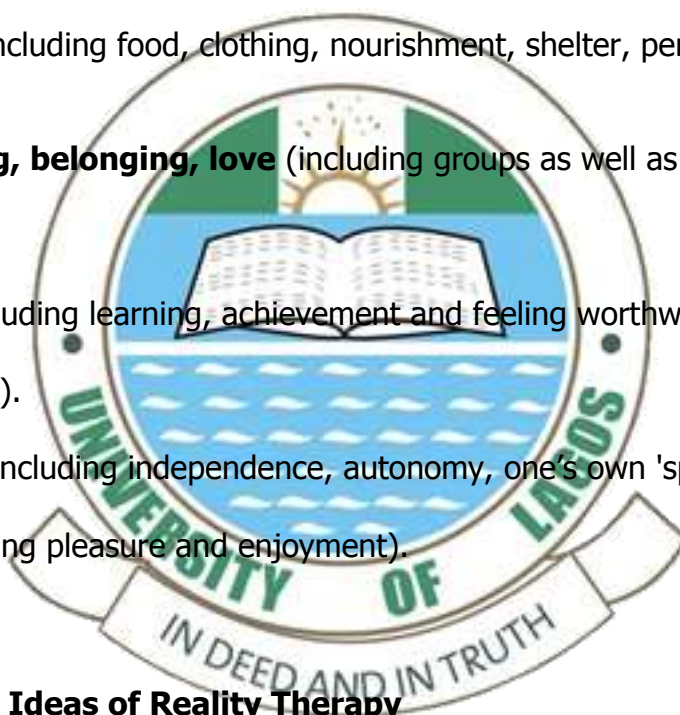 ncluding food, clothing, nourishment, shelter, per
g, belonging, love (including groups as well as
uding learning, achievement and feeling worthw
).
ncluding independence, autonomy, one's own 'sp
ng pleasure and enjoyment).
UNIVERSITY OF LAGOS
IN DEED AND IN TRUTH
Ideas of Reality Therapy